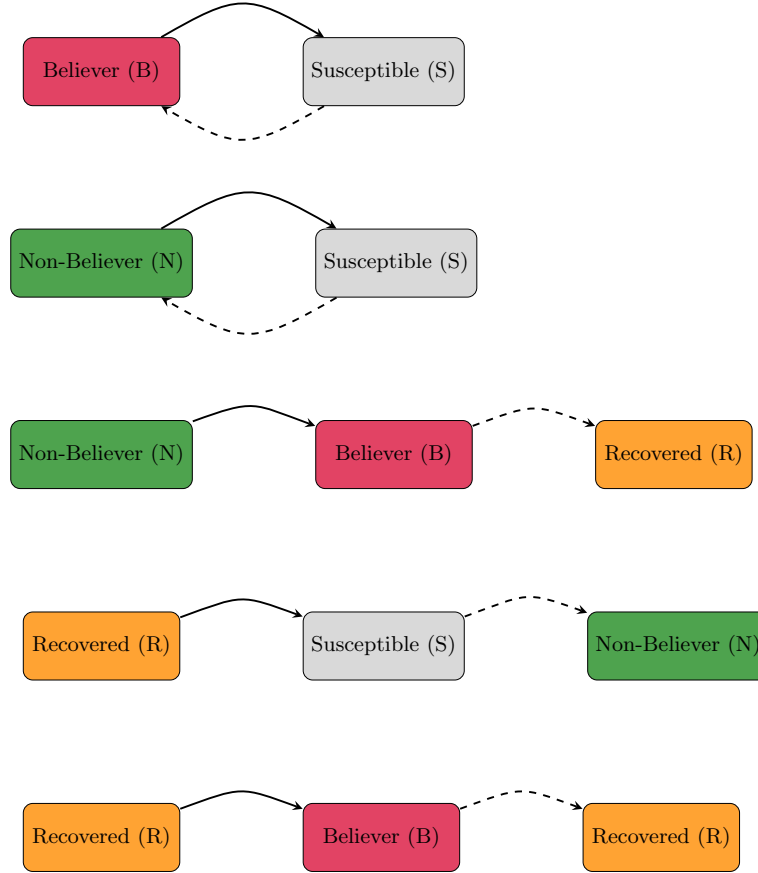 Believer (B) Susceptible (S)
Non-Believer (N) Susceptible (S)
Non-Believer (N) Believer (B) Recovered (R)
Recovered (R) Susceptible (S) Non-Believer (N)
Recovered (R) Believer (B) Recovered (R)